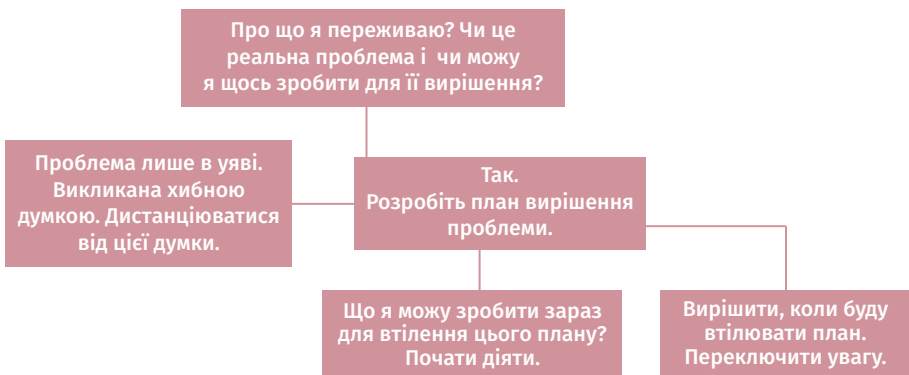 Про що я переживаю? Чи це
реальна проблема і чи можу
я щось зробити для її вирішення?
Проблема лише в уяві.
Викликана хибною
думкою. Дистанціюватися
від цієї думки.
Так.
Розробіть план вирішення
проблеми.
Що я можу зробити зараз
для втілення цього плану?
Почати діяти.
Вирішити, коли буду
втілювати план.
Переключити увагу.